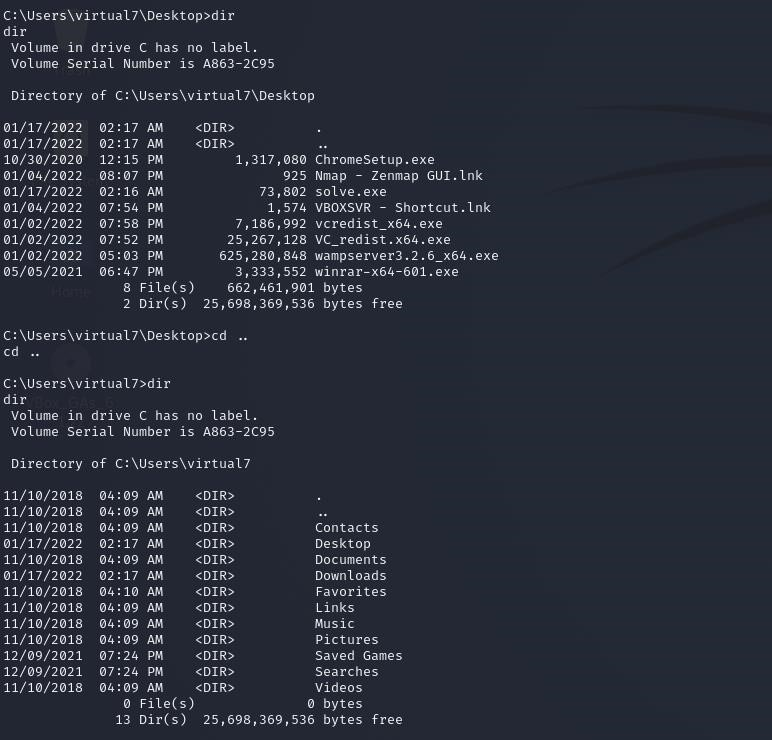 C:\Users\virtual7\Desktop>dir
dir
 Volume in drive C has no label.
 Volume Serial Number is A863-2C95

 Directory of C:\Users\virtual7\Desktop

01/17/2022  02:17 AM    <DIR>          .
01/17/2022  02:17 AM    <DIR>          ..
10/30/2020  12:15 PM         1,317,080 ChromeSetup.exe
01/04/2022  08:07 PM               925 Nmap - Zenmap GUI.lnk
01/17/2022  02:16 AM            73,802 solve.exe
01/04/2022  07:54 PM             1,574 VBOXSVR - Shortcut.lnk
01/02/2022  07:58 PM         7,186,992 vcredist_x64.exe
01/02/2022  07:52 PM        25,267,128 VC_redist.x64.exe
01/02/2022  05:03 PM       625,280,848 wampserver3.2.6_x64.exe
05/05/2021  06:47 PM         3,333,552 winrar-x64-601.exe
               8 File(s)    662,461,901 bytes
               2 Dir(s)  25,698,369,536 bytes free

C:\Users\virtual7\Desktop>cd ..
cd ..

C:\Users\virtual7>dir
dir
 Volume in drive C has no label.
 Volume Serial Number is A863-2C95

 Directory of C:\Users\virtual7

11/10/2018  04:09 AM    <DIR>          .
11/10/2018  04:09 AM    <DIR>          ..
11/10/2018  04:09 AM    <DIR>          Contacts
01/17/2022  02:17 AM    <DIR>          Desktop
11/10/2018  04:09 AM    <DIR>          Documents
01/17/2022  02:17 AM    <DIR>          Downloads
11/10/2018  04:10 AM    <DIR>          Favorites
11/10/2018  04:09 AM    <DIR>          Links
11/10/2018  04:09 AM    <DIR>          Music
11/10/2018  04:09 AM    <DIR>          Pictures
12/09/2021  07:24 PM    <DIR>          Saved Games
12/09/2021  07:24 PM    <DIR>          Searches
11/10/2018  04:09 AM    <DIR>          Videos
               0 File(s)              0 bytes
              13 Dir(s)  25,698,369,536 bytes free
Home